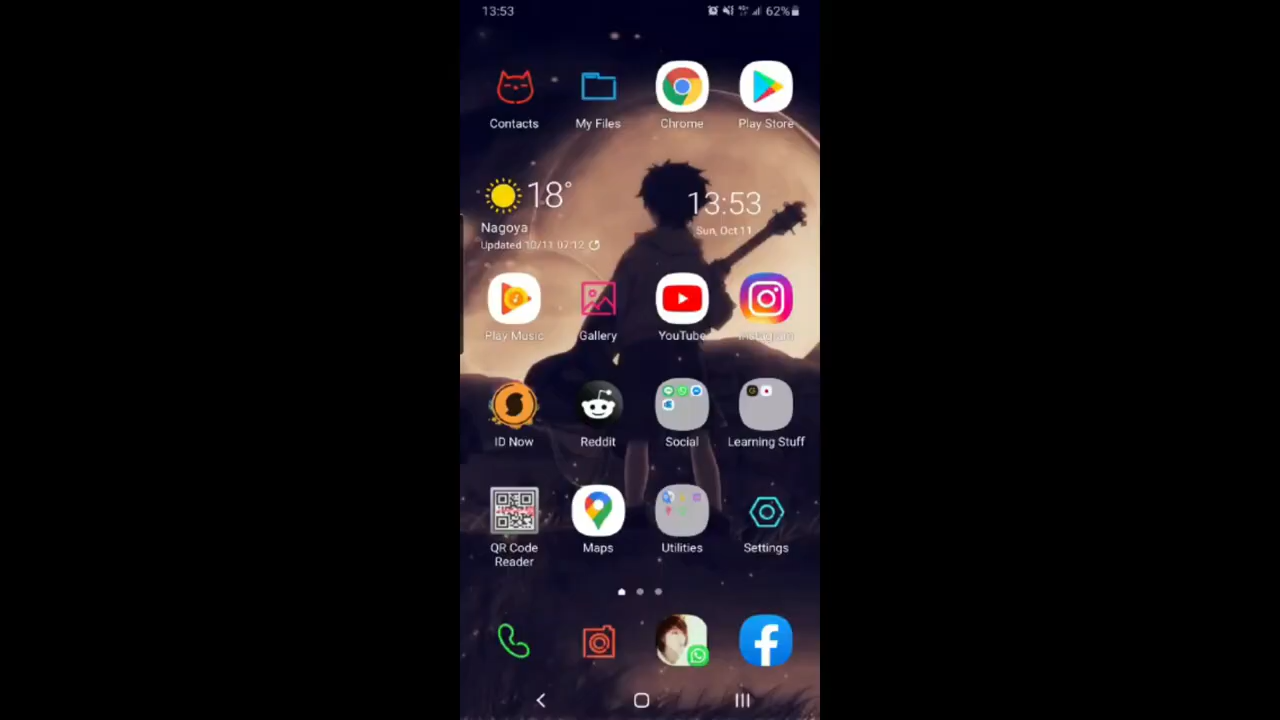 13:53
62%
Contacts
My Files
Chrome
Play Store
18°
13:53
Nagoya
Sun, Oct 11
Updated 10/11 07:12
Play Music
Gallery
YouTube
Instagram
ID Now
Reddit
Social
Learning Stuff
QR Code
Reader
Maps
Utilities
Settings